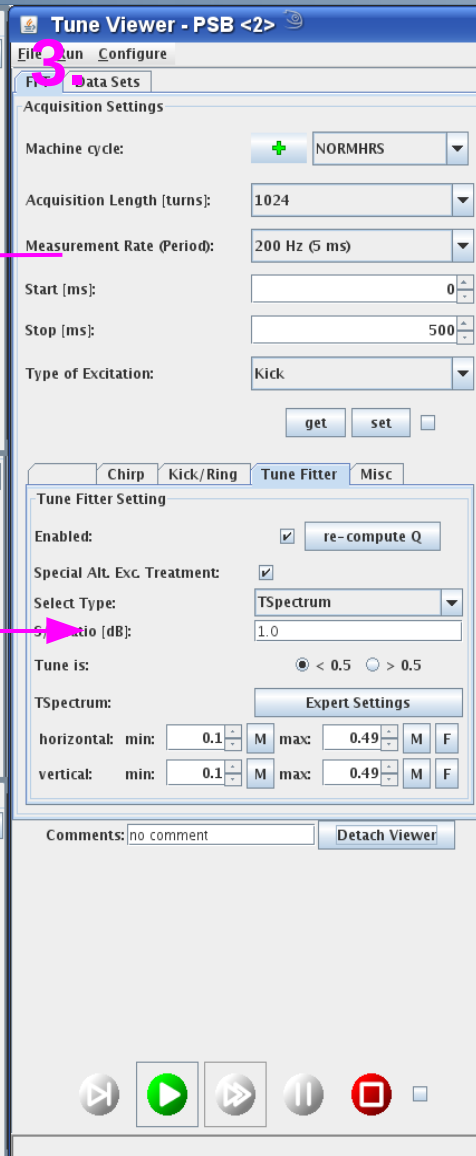 Tune Viewer - PSB <2>
3.
File Run Configure
Data Sets
Acquisition Settings
Machine cycle: NORMHRS
Acquisition Length [turns]: 1024
Measurement Rate (Period): 200 Hz (5 ms)
Start [ms]: 0
Stop [ms]: 500
Type of Excitation: Kick
get set
Chirp Kick/Ring Tune Fitter Misc
Tune Fitter Setting
Enabled: re-compute Q
Special Alt. Exc. Treatment:
Select Type: TSpectrum
[dB]: 1.0
Tune is: < 0.5 > 0.5
TSpectrum: Expert Settings
horizontal: min: 0.1 M max: 0.49 M F
vertical: min: 0.1 M max: 0.49 M F
Comments: no comment Detach Viewer